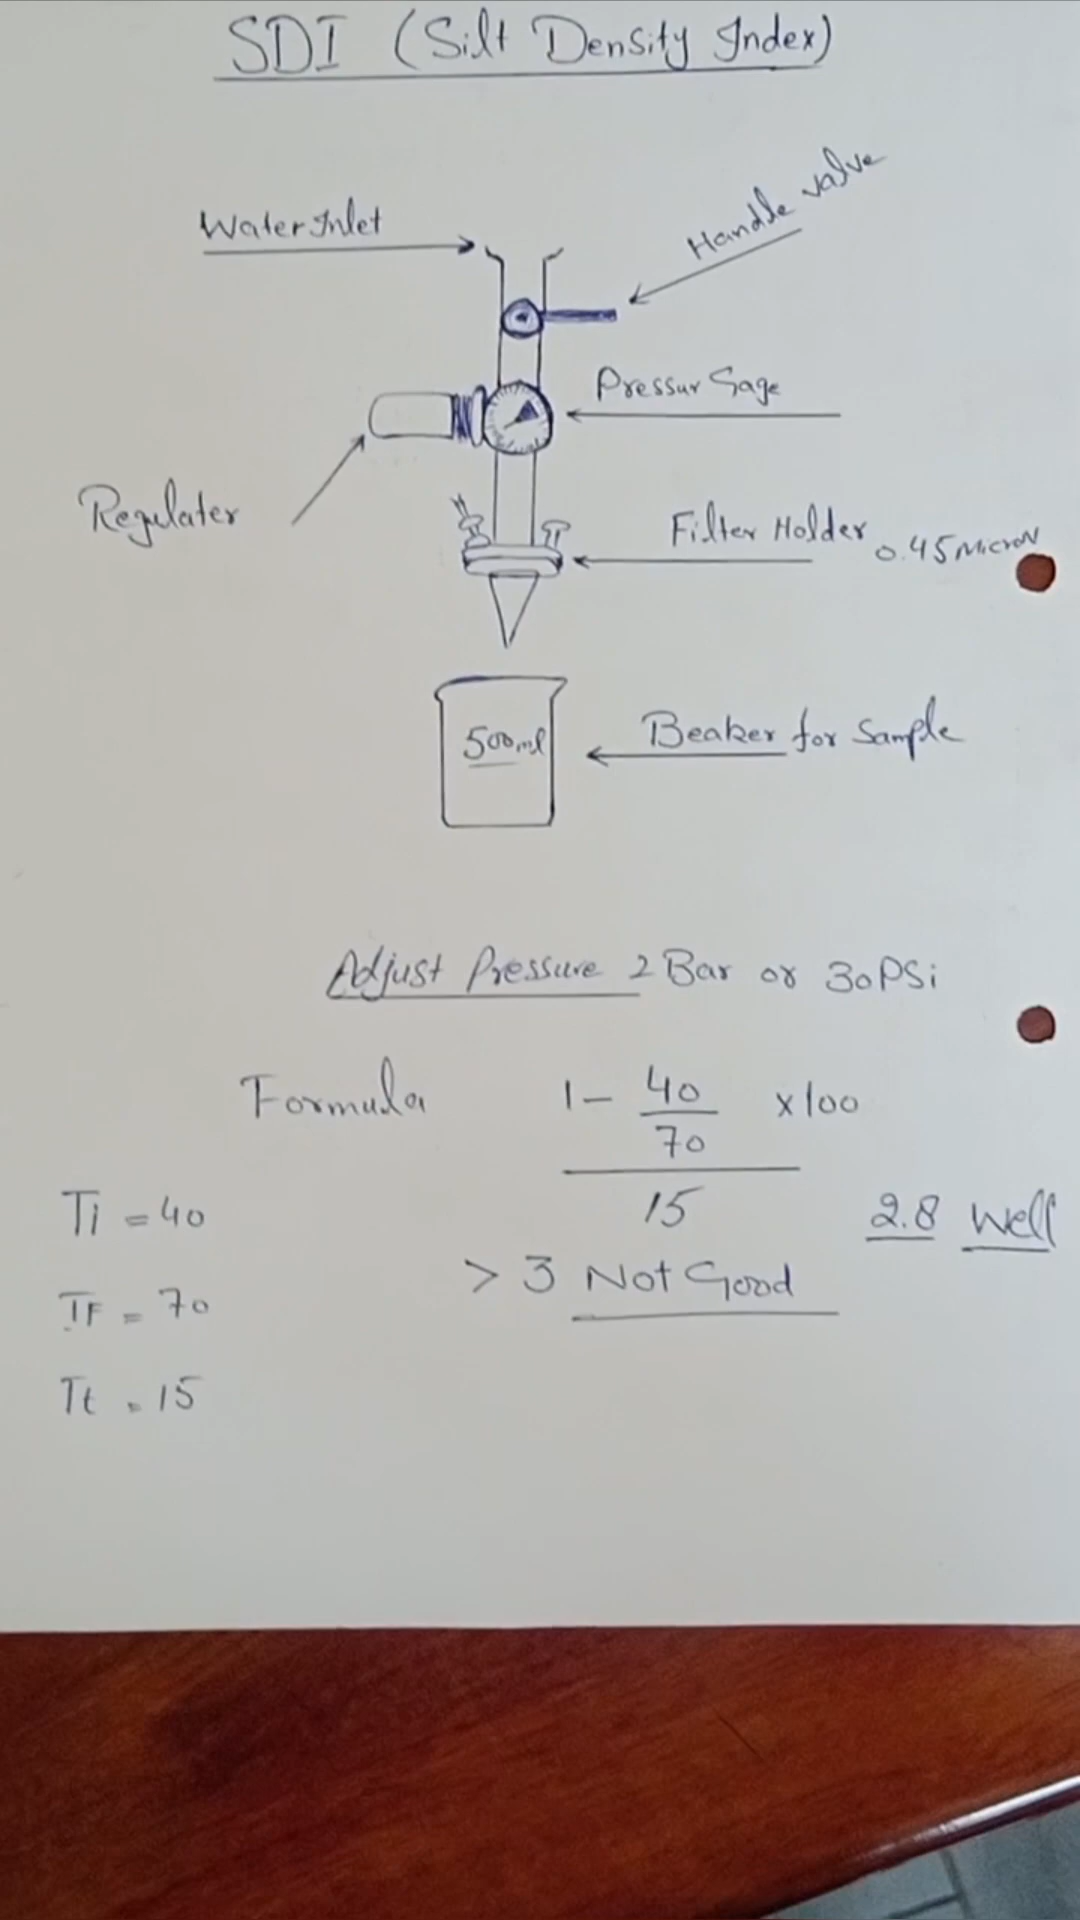 SDI (Silt Density Index)
Water Inlet
Handle valve
Pressur Gage
Regulater
Filter Holder 0.45 MicroN
500ml
Beaker for Sample
Adjust Pressure 2 Bar or 30 PSi
Formula
1 - 40 x 100
70
15
Ti = 40
2.8 Well
> 3 Not Good
TF = 70
Tt = 15